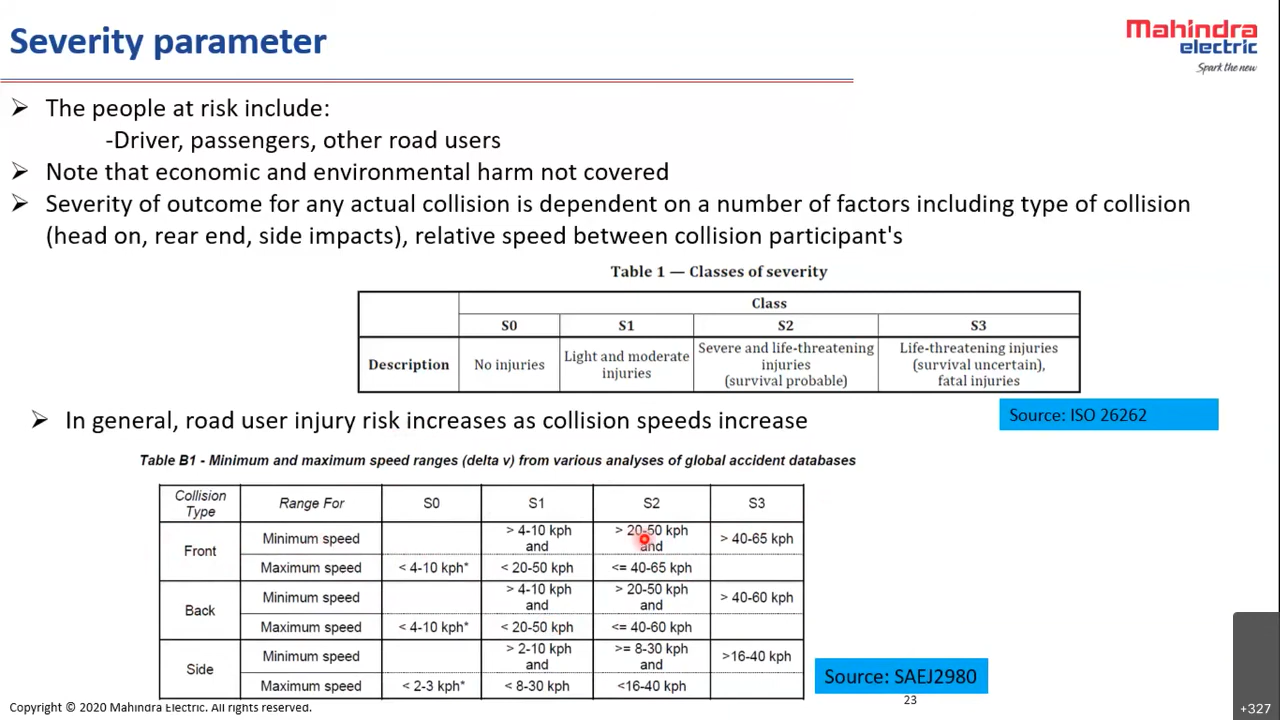 Severity parameter
Mahindra
electric
Spark the new
➢ The people at risk include:
-Driver, passengers, other road users
➢ Note that economic and environmental harm not covered
➢ Severity of outcome for any actual collision is dependent on a number of factors including type of collision
(head on, rear end, side impacts), relative speed between collision participant's
Table 1 — Classes of severity
Class
S0 S1 S2 S3
Description No injuries Light and moderate injuries Severe and life-threatening injuries (survival probable) Life-threatening injuries (survival uncertain), fatal injuries
➢ In general, road user injury risk increases as collision speeds increase
Source: ISO 26262
Table B1 - Minimum and maximum speed ranges (delta v) from various analyses of global accident databases
Collision Type Range For S0 S1 S2 S3
Front Minimum speed > 4-10 kph and > 20-50 kph and > 40-65 kph
Maximum speed < 4-10 kph* < 20-50 kph <= 40-65 kph
Back Minimum speed > 4-10 kph and > 20-50 kph and > 40-60 kph
Maximum speed < 4-10 kph* < 20-50 kph <= 40-60 kph
Side Minimum speed > 2-10 kph and >= 8-30 kph and >16-40 kph
Maximum speed < 2-3 kph* < 8-30 kph <16-40 kph
Source: SAEJ2980
Copyright © 2020 Mahindra Electric. All rights reserved.
23
+327